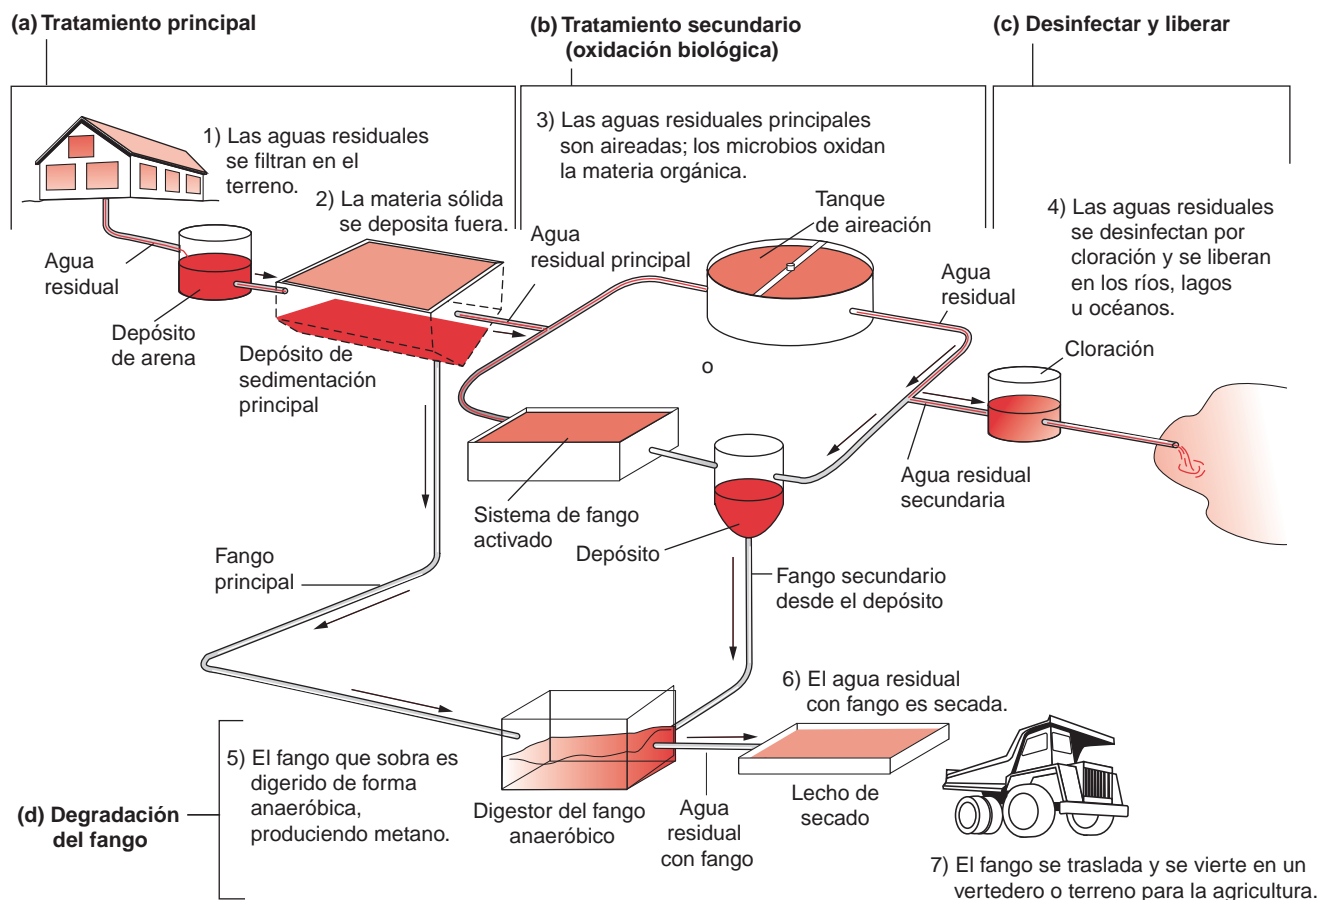 (a) Tratamiento principal
(b) Tratamiento secundario
(oxidación biológica)
(c) Desinfectar y liberar
1) Las aguas residuales
se filtran en el
terreno.
2) La materia sólida
se deposita fuera.
3) Las aguas residuales principales
son aireadas; los microbios oxidan
la materia orgánica.
Tanque
de aireación
4) Las aguas residuales
se desinfectan por
cloración y se liberan
en los ríos, lagos
u océanos.
Agua
residual
Depósito
de arena
Depósito de
sedimentación
principal
Agua
residual principal
Agua
residual
o
Cloración
Agua residual
secundaria
Sistema de fango
activado
Depósito
Fango
principal
Fango secundario
desde el depósito
6) El agua residual
con fango es secada.
(d) Degradación
del fango
5) El fango que sobra es
digerido de forma
anaeróbica,
produciendo metano.
Digestor del fango
anaeróbico
Agua
residual
con fango
Lecho de
secado
7) El fango se traslada y se vierte en un
vertedero o terreno para la agricultura.